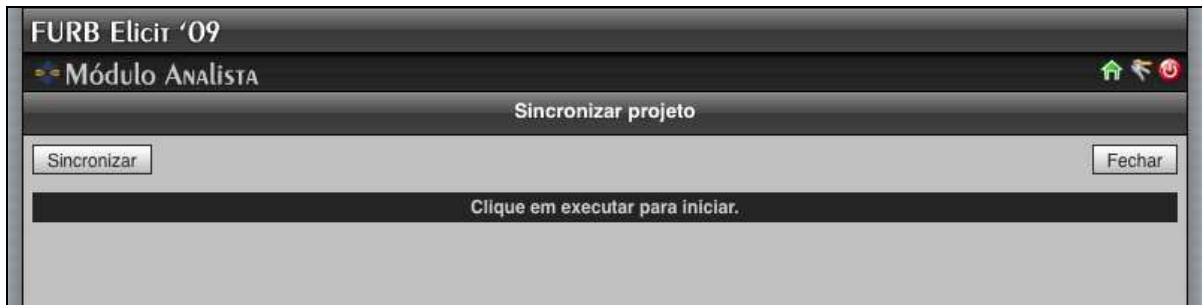 FURB Elicit '09
Módulo Analista
Sincronizar projeto
Sincronizar Fechar
Clique em executar para iniciar.